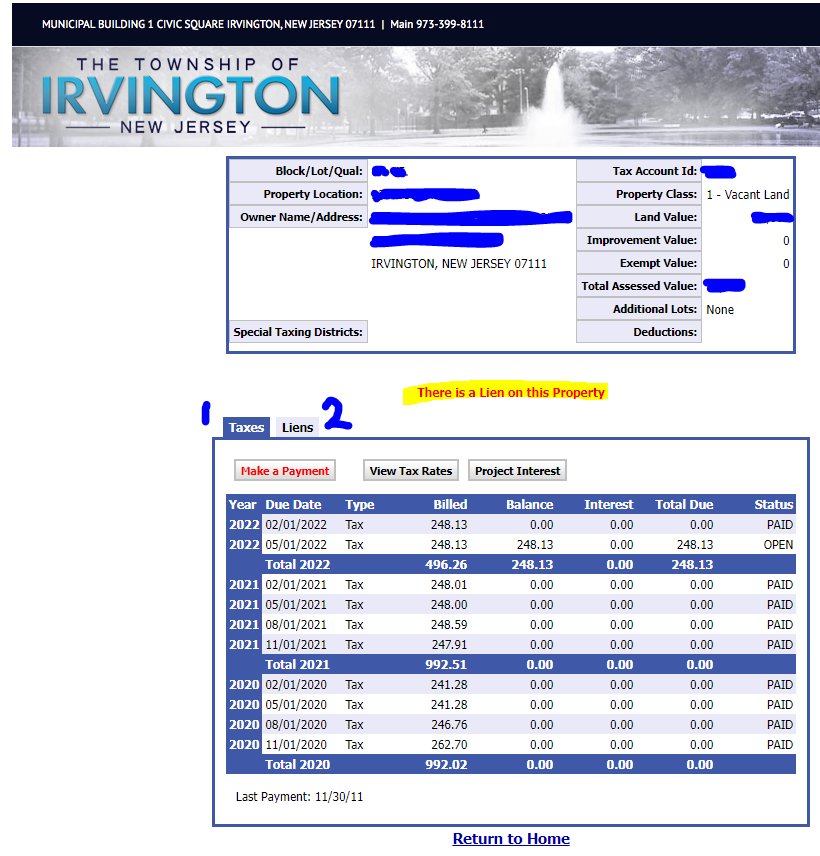 MUNICIPAL BUILDING 1 CIVIC SQUARE IRVINGTON, NEW JERSEY 07111 | Main 973-399-8111
THE TOWNSHIP OF
IRVINGTON
NEW JERSEY
Block/Lot/Qual: Tax Account Id:
Property Location: Property Class: 1 - Vacant Land
Owner Name/Address: Land Value:
Improvement Value: 0
IRVINGTON, NEW JERSEY 07111 Exempt Value: 0
Total Assessed Value:
Additional Lots: None
Special Taxing Districts: Deductions:
There is a Lien on this Property
1 Taxes Liens 2
Make a Payment View Tax Rates Project Interest
Year Due Date Type Billed Balance Interest Total Due Status
2022 02/01/2022 Tax 248.13 0.00 0.00 0.00 PAID
2022 05/01/2022 Tax 248.13 248.13 0.00 248.13 OPEN
Total 2022 496.26 248.13 0.00 248.13
2021 02/01/2021 Tax 248.01 0.00 0.00 0.00 PAID
2021 05/01/2021 Tax 248.00 0.00 0.00 0.00 PAID
2021 08/01/2021 Tax 248.59 0.00 0.00 0.00 PAID
2021 11/01/2021 Tax 247.91 0.00 0.00 0.00 PAID
Total 2021 992.51 0.00 0.00 0.00
2020 02/01/2020 Tax 241.28 0.00 0.00 0.00 PAID
2020 05/01/2020 Tax 241.28 0.00 0.00 0.00 PAID
2020 08/01/2020 Tax 246.76 0.00 0.00 0.00 PAID
2020 11/01/2020 Tax 262.70 0.00 0.00 0.00 PAID
Total 2020 992.02 0.00 0.00 0.00
Last Payment: 11/30/11
Return to Home